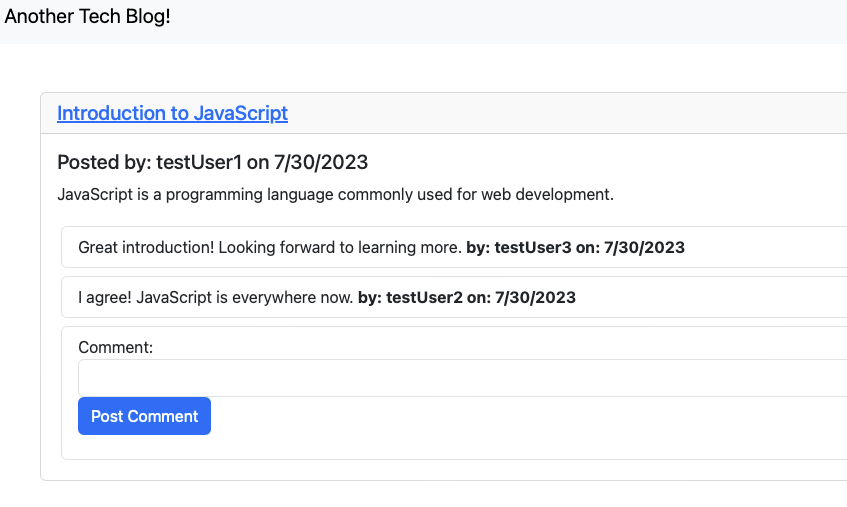 Another Tech Blog!
Introduction to JavaScript
Posted by: testUser1 on 7/30/2023
JavaScript is a programming language commonly used for web development.
Great introduction! Looking forward to learning more. by: testUser3 on: 7/30/2023
I agree! JavaScript is everywhere now. by: testUser2 on: 7/30/2023
Comment:
Post Comment